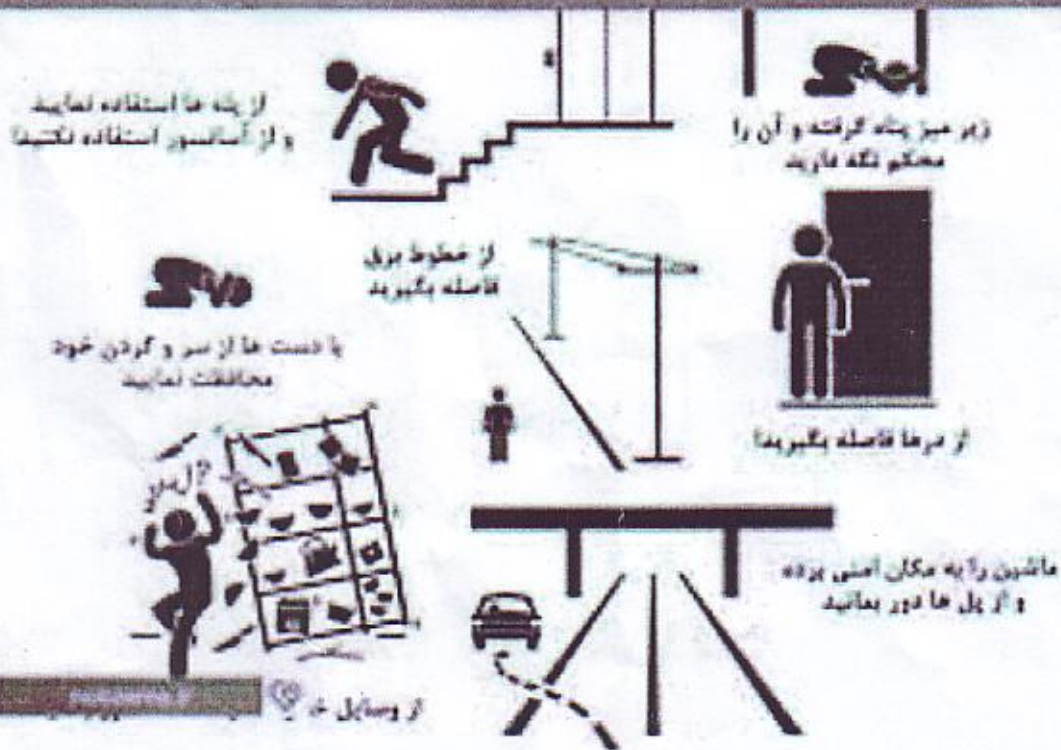 زیر میز پناه گرفته و آن را
محکم نگه دارید
از پله ها استفاده نمایید
و از آسانسور استفاده نکنید!
از خطوط برق
فاصله بگیرید
با دست ها از سر و گردن خود
محافظت نمایید
از درها فاصله بگیرید!
ماشین را به مکان امنی برده
و از پل ها دور بمانید
از وسایل